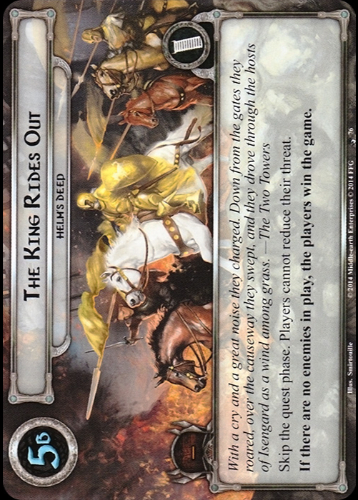 5B
THE KING RIDES OUT
HELM'S DEEP
With a cry and a great noise they charged. Down from the gates they
roared, over the causeway they swept, and they drove through the hosts
of Isengard as a wind among grass. —The Two Towers
Skip the quest phase. Players cannot reduce their threat.
If there are no enemies in play, the players win the game.
Illus. Smirtouille
©2014 Middle-earth Enterprises ©2014 FFG
76